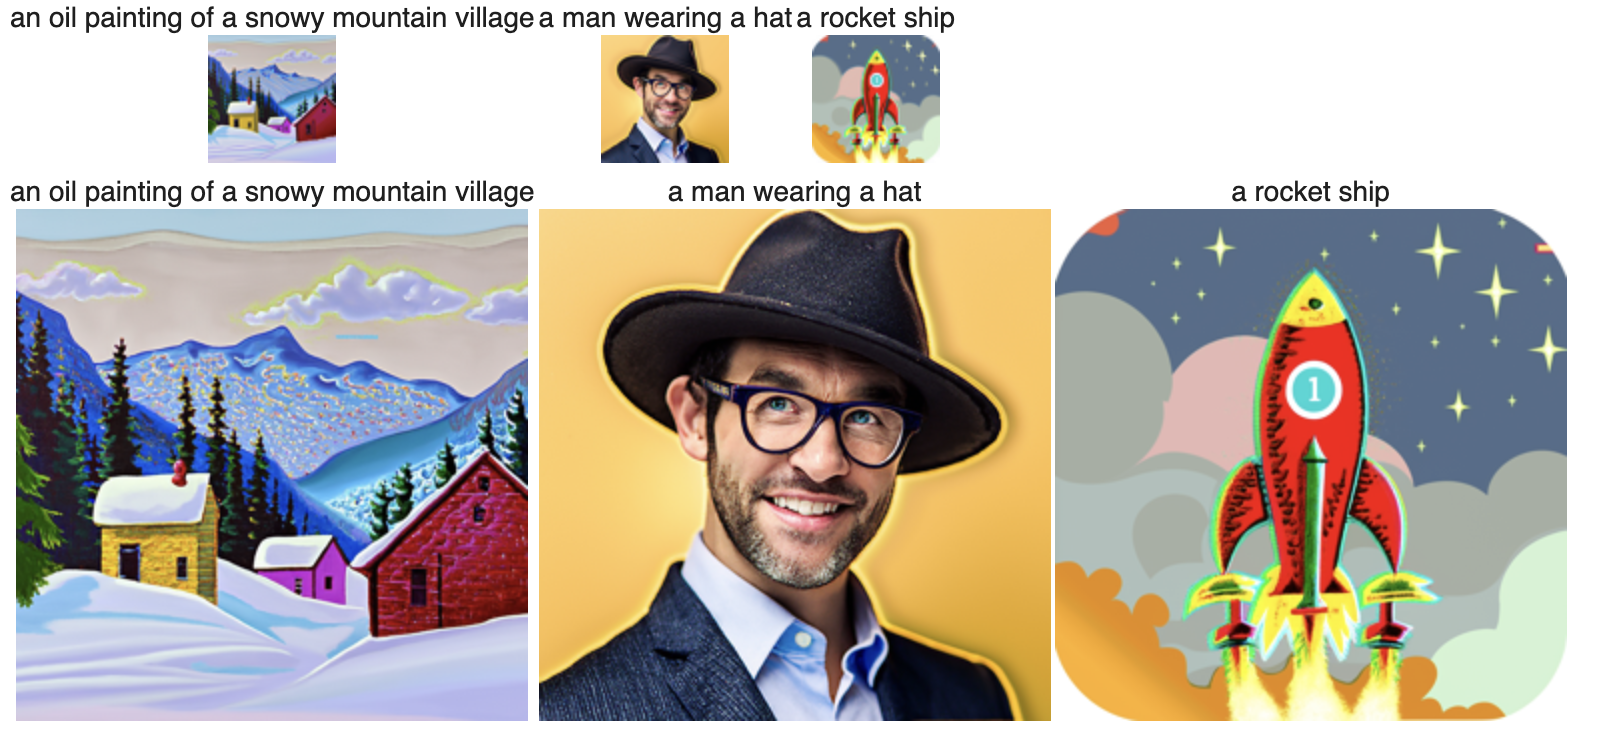 an oil painting of a snowy mountain village a man wearing a hat a rocket ship
1
an oil painting of a snowy mountain village a man wearing a hat a rocket ship
1